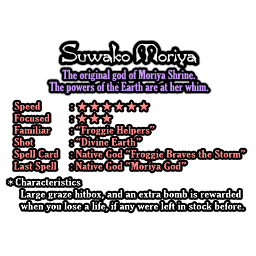 Suwako Moriya
The original god of Moriya Shrine.
The powers of the Earth are at her whim.
Speed : ★★★★★★
Focused : ★★★
Familiar : "Froggie Helpers"
Shot : "Divine Earth"
Spell Card : Native God "Froggie Braves the Storm"
Last Spell : Native God "Moriya God"
* Characteristics
Large graze hitbox, and an extra bomb is rewarded
when you lose a life, if any were left in stock before.